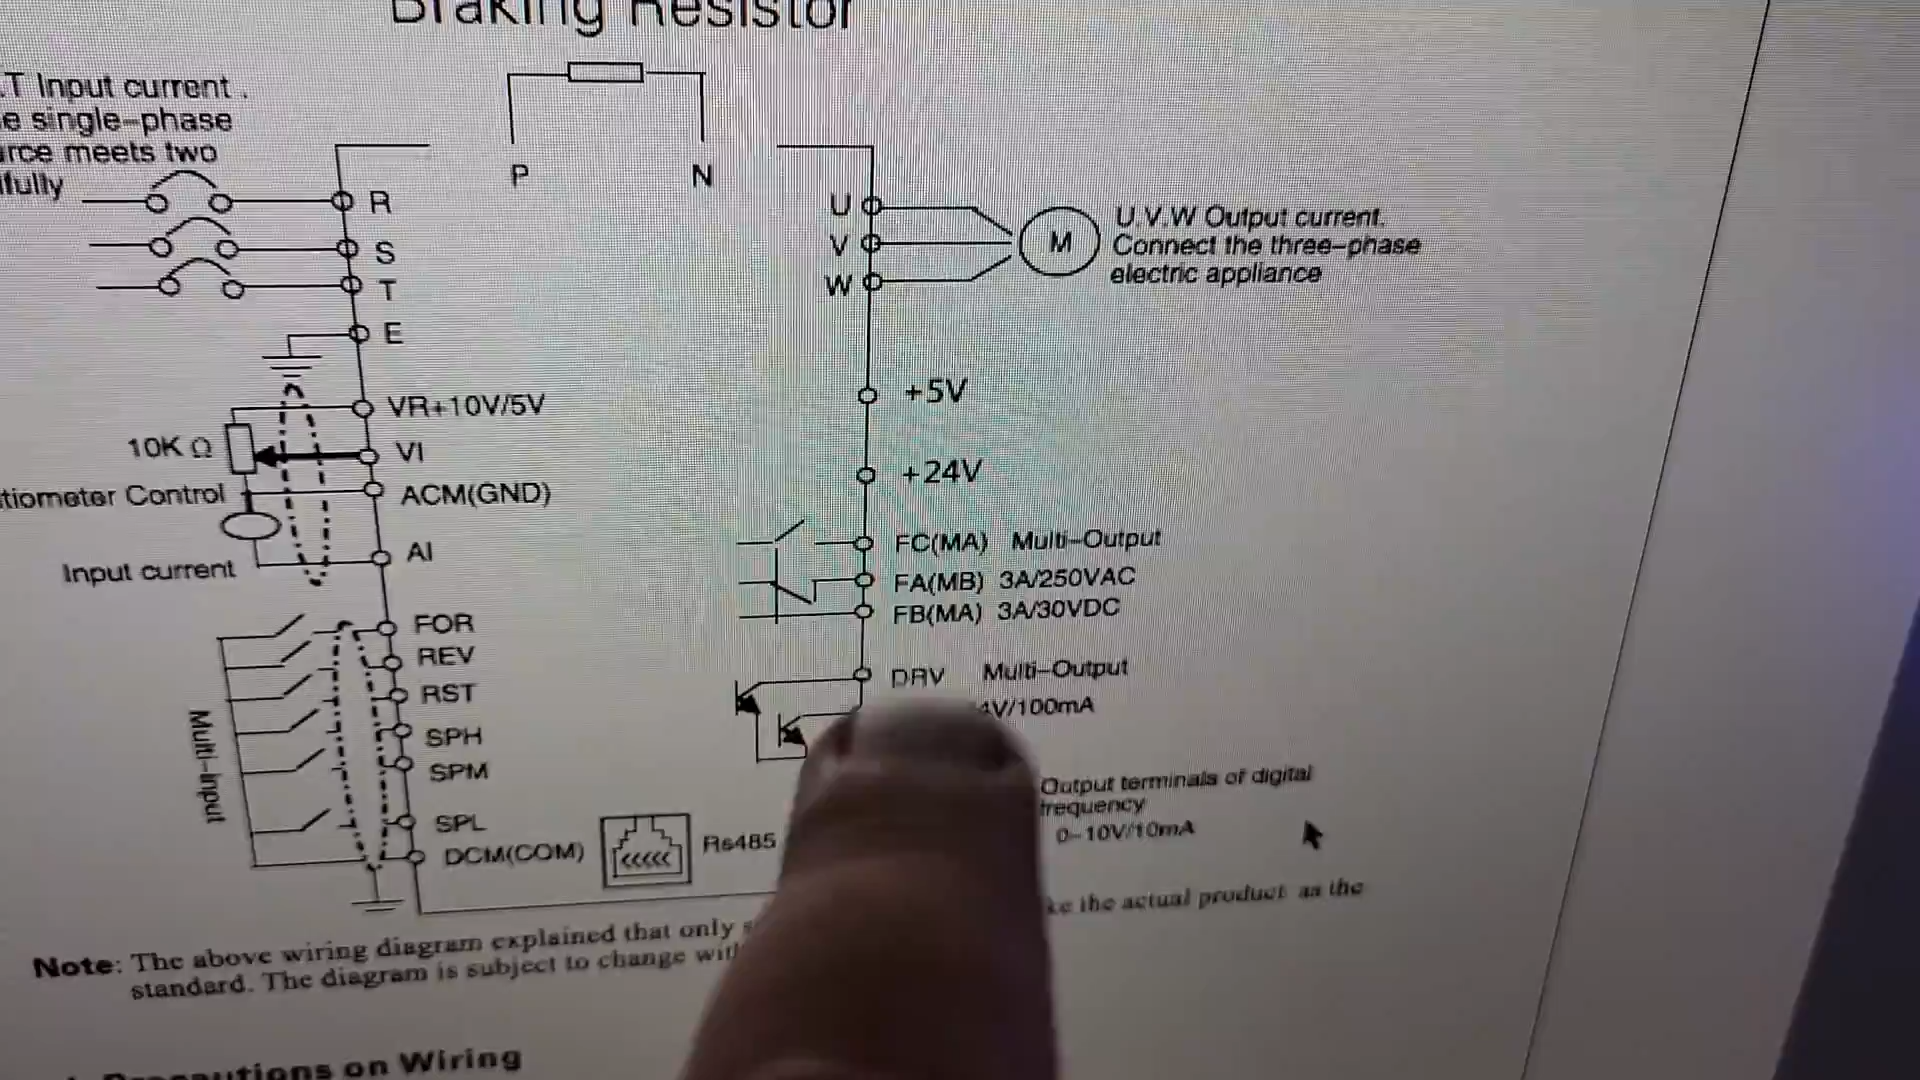 Braking Resistor
.T Input current .
e single-phase
rce meets two
fully
P
N
R
S
T
E
U
V
W
M
U.V.W Output current.
Connect the three-phase
electric appliance
VR+10V/5V
10K Ω
VI
tiometer Control
ACM(GND)
AI
Input current
+5V
+24V
FC(MA) Multi-Output
FA(MB) 3A/250VAC
FB(MA) 3A/30VDC
DRV Multi-Output
4V/100mA
FOR
REV
RST
SPH
SPM
SPL
DCM(COM)
Multi-Input
Rs485
Output terminals of digital
frequency
0-10V/10mA
Note: The above wiring diagram explained that only
the actual product as the
standard. The diagram is subject to change
Precautions on Wiring